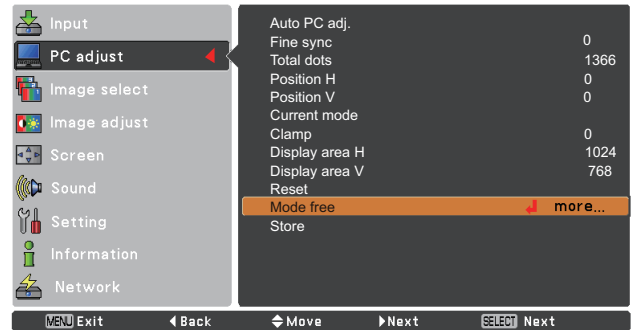 Input
PC adjust
Image select
Image adjust
Screen
Sound
Setting
Information
Network
Auto PC adj.
Fine sync 0
Total dots 1366
Position H 0
Position V 0
Current mode
Clamp 0
Display area H 1024
Display area V 768
Reset
Mode free more...
Store
MENU Exit Back Move Next SELECT Next